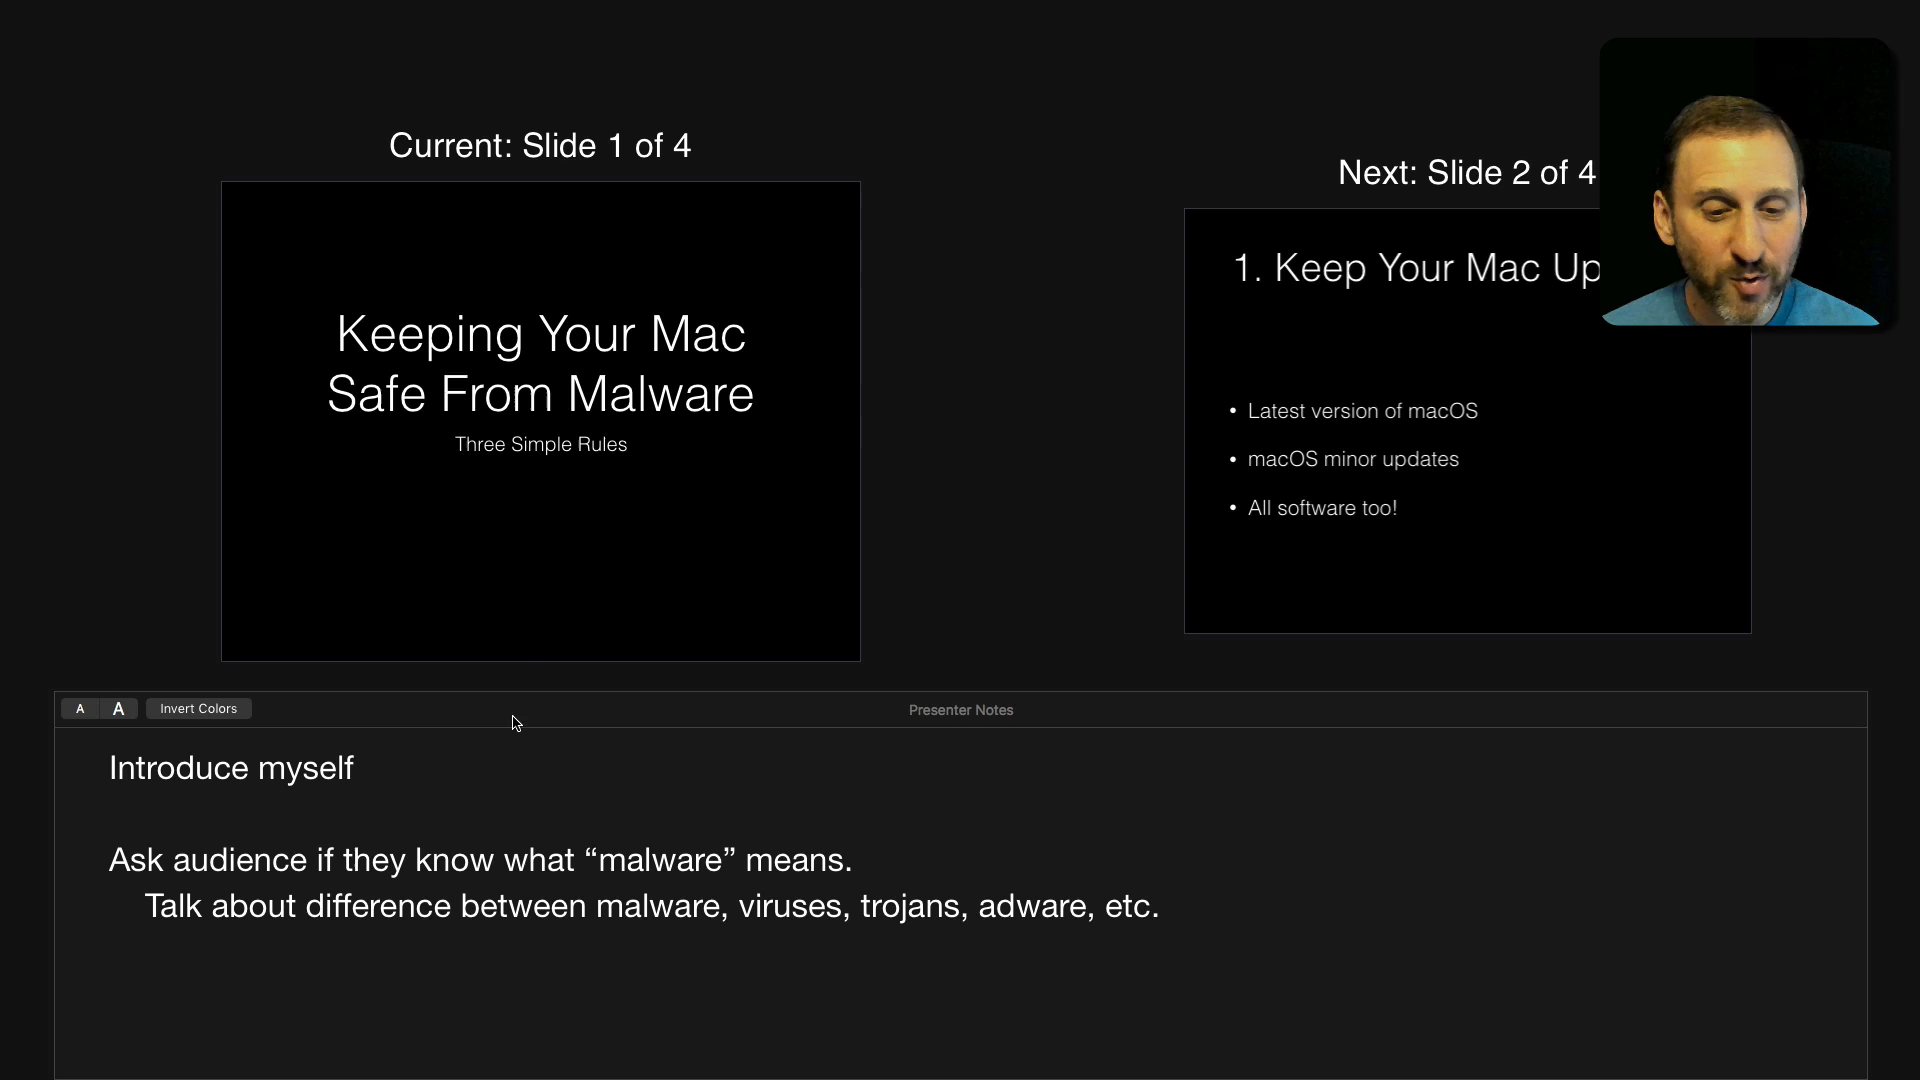 Current: Slide 1 of 4
Keeping Your Mac
Safe From Malware
Three Simple Rules
Next: Slide 2 of 4
1. Keep Your Mac Up
• Latest version of macOS
• macOS minor updates
• All software too!
A A Invert Colors
Presenter Notes
Introduce myself
Ask audience if they know what “malware” means.
Talk about difference between malware, viruses, trojans, adware, etc.